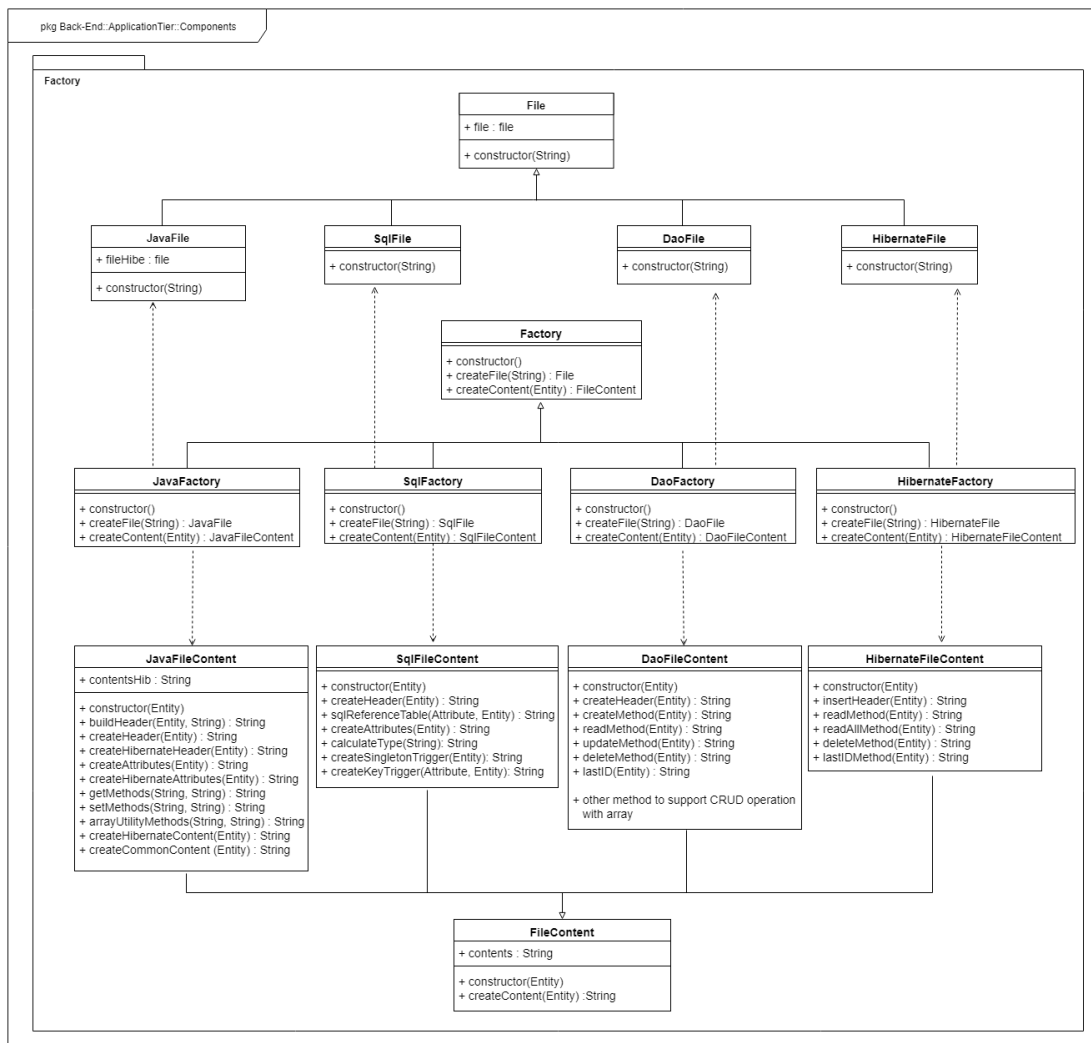 pkg Back-End::ApplicationTier::Components
Factory
File
+ file : file
+ constructor(String)
JavaFile
+ fileHibe : file
+ constructor(String)
SqlFile
+ constructor(String)
DaoFile
+ constructor(String)
HibernateFile
+ constructor(String)
Factory
+ constructor()
+ createFile(String) : File
+ createContent(Entity) : FileContent
JavaFactory
+ constructor()
+ createFile(String) : JavaFile
+ createContent(Entity) : JavaFileContent
SqlFactory
+ constructor()
+ createFile(String) : SqlFile
+ createContent(Entity) : SqlFileContent
DaoFactory
+ constructor()
+ createFile(String) : DaoFile
+ createContent(Entity) : DaoFileContent
HibernateFactory
+ constructor()
+ createFile(String) : HibernateFile
+ createContent(Entity) : HibernateFileContent
JavaFileContent
+ contentsHib : String
+ constructor(Entity)
+ buildHeader(Entity, String) : String
+ createHeader(Entity) : String
+ createHibernateHeader(Entity) : String
+ createAttributes(Entity) : String
+ createHibernateAttributes(Entity) : String
+ getMethods(String, String) : String
+ setMethods(String, String) : String
+ arrayUtilityMethods(String, String) : String
+ createHibernateContent(Entity) : String
+ createCommonContent (Entity) : String
SqlFileContent
+ constructor(Entity)
+ createHeader(Entity) : String
+ sqlReferenceTable(Attribute, Entity) : String
+ createAttributes(Entity) : String
+ calculateType(String): String
+ createSingletonTrigger(Entity): String
+ createKeyTrigger(Attribute, Entity): String
DaoFileContent
+ constructor(Entity)
+ createHeader(Entity) : String
+ createMethod(Entity) : String
+ readMethod(Entity) : String
+ updateMethod(Entity) : String
+ deleteMethod(Entity) : String
+ lastID(Entity) : String
+ other method to support CRUD operation
with array
HibernateFileContent
+ constructor(Entity)
+ insertHeader(Entity) : String
+ readMethod(Entity) : String
+ readAllMethod(Entity) : String
+ deleteMethod(Entity) : String
+ lastIDMethod(Entity) : String
FileContent
+ contents : String
+ constructor(Entity)
+ createContent(Entity) :String